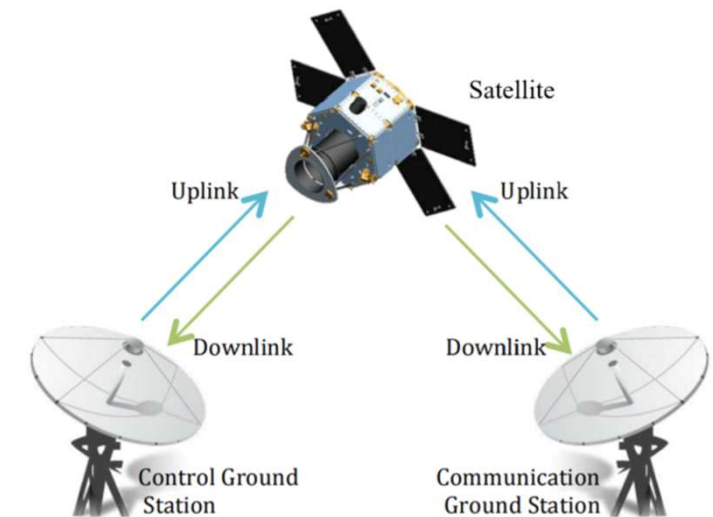 Satellite
Uplink
Uplink
Downlink
Downlink
Control Ground
Station
Communication
Ground Station